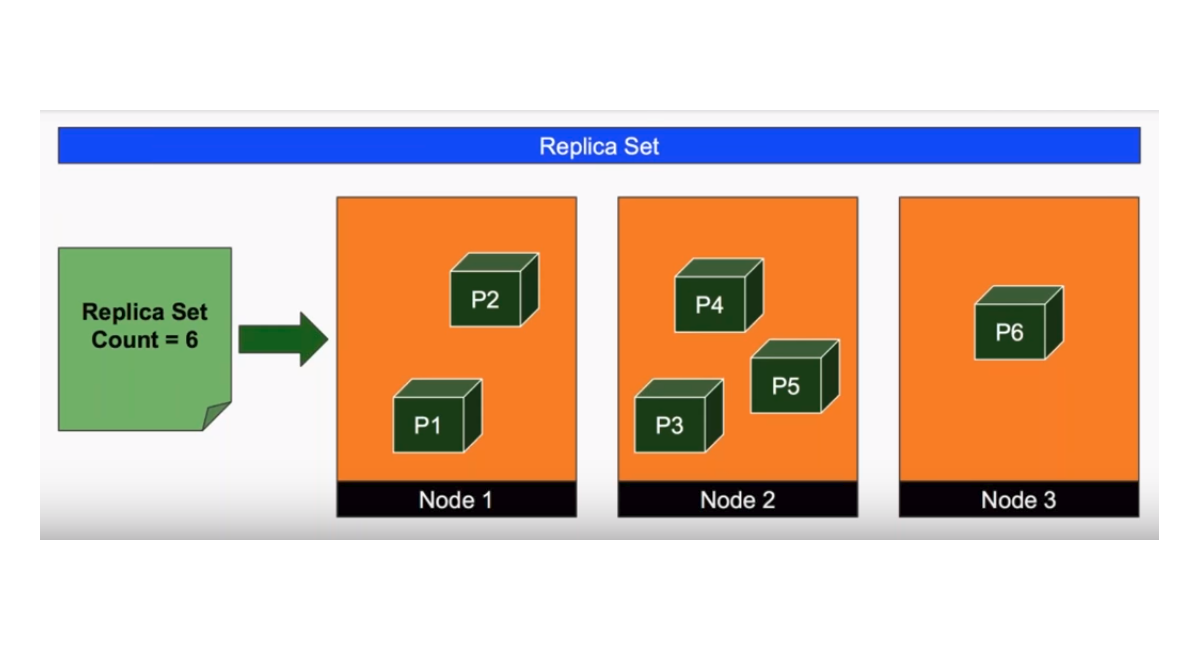 Replica Set
Replica Set
Count = 6
P2
P1
Node 1
P4
P5
P3
Node 2
P6
Node 3